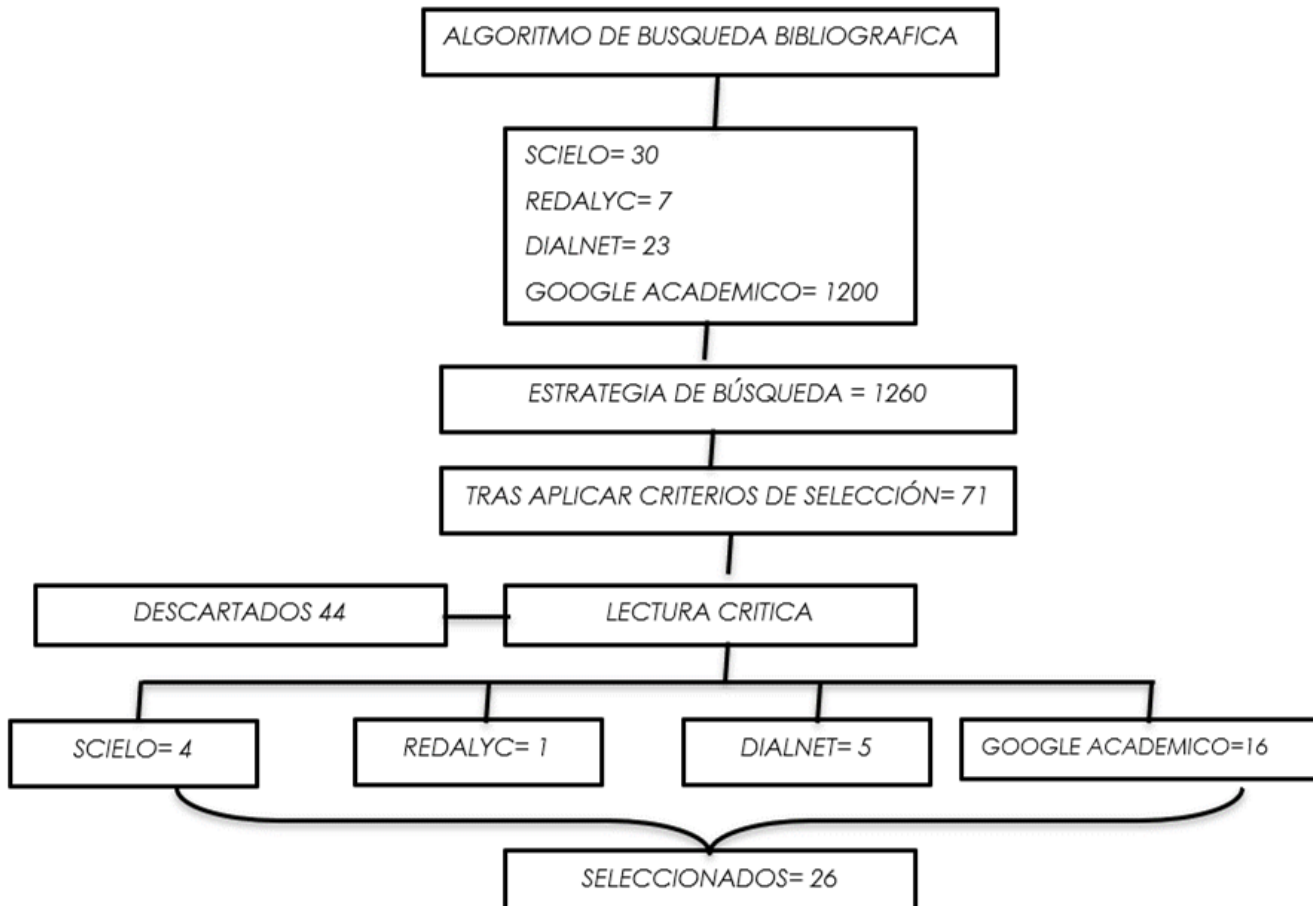 ALGORITMO DE BUSQUEDA BIBLIOGRAFICA
SCIELO= 30
REDALYC= 7
DIALNET= 23
GOOGLE ACADEMICO= 1200
ESTRATEGIA DE BÚSQUEDA = 1260
TRAS APLICAR CRITERIOS DE SELECCIÓN= 71
DESCARTADOS 44
LECTURA CRITICA
SCIELO= 4
REDALYC= 1
DIALNET= 5
GOOGLE ACADEMICO=16
SELECCIONADOS= 26